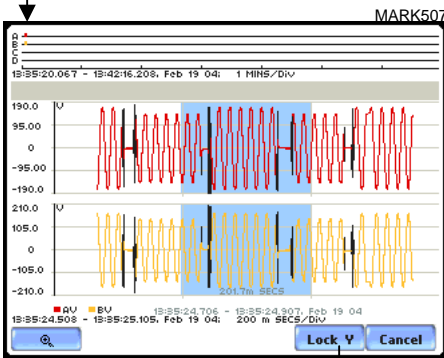 MARK507
A
B
C
D
13:35:20.067 - 13:42:16.208, Feb 19 04; 1 MINS/Div
190.0 V
95.00
0
-95.00
-190.0
210.0 V
105.0
0
-105.0
-210.0
201.7m SECS
AV BV 13:35:24.706 - 13:35:24.907, Feb 19 04
13:35:24.508 - 13:35:25.105, Feb 19 04; 200 m SECS/Div
Lock Y Cancel